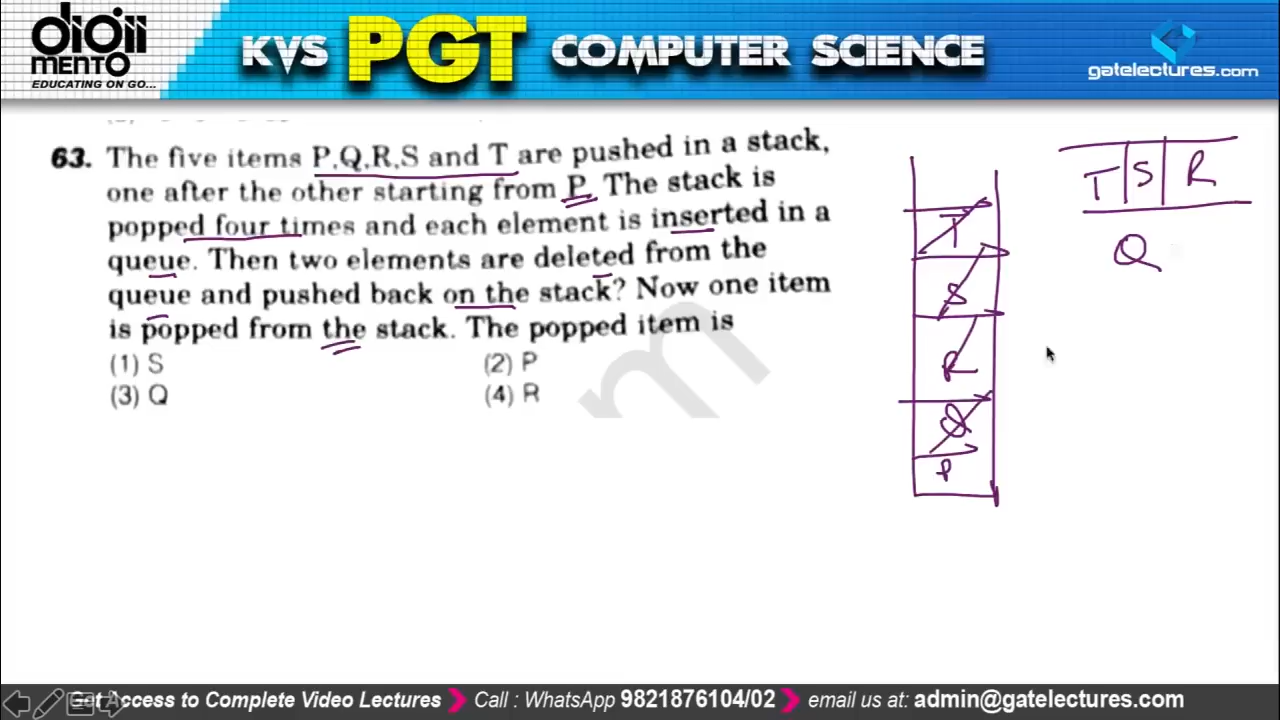 diGii
MENTO
EDUCATING ON GO...
KVS PGT COMPUTER SCIENCE
gatelectures.com
63. The five items P,Q,R,S and T are pushed in a stack,
one after the other starting from P. The stack is
popped four times and each element is inserted in a
queue. Then two elements are deleted from the
queue and pushed back on the stack? Now one item
is popped from the stack. The popped item is
(1) S (2) P
(3) Q (4) R
T
S
R
Q
P
T S R
Q
m
Get Access to Complete Video Lectures Call : WhatsApp 9821876104/02 email us at: admin@gatelectures.com